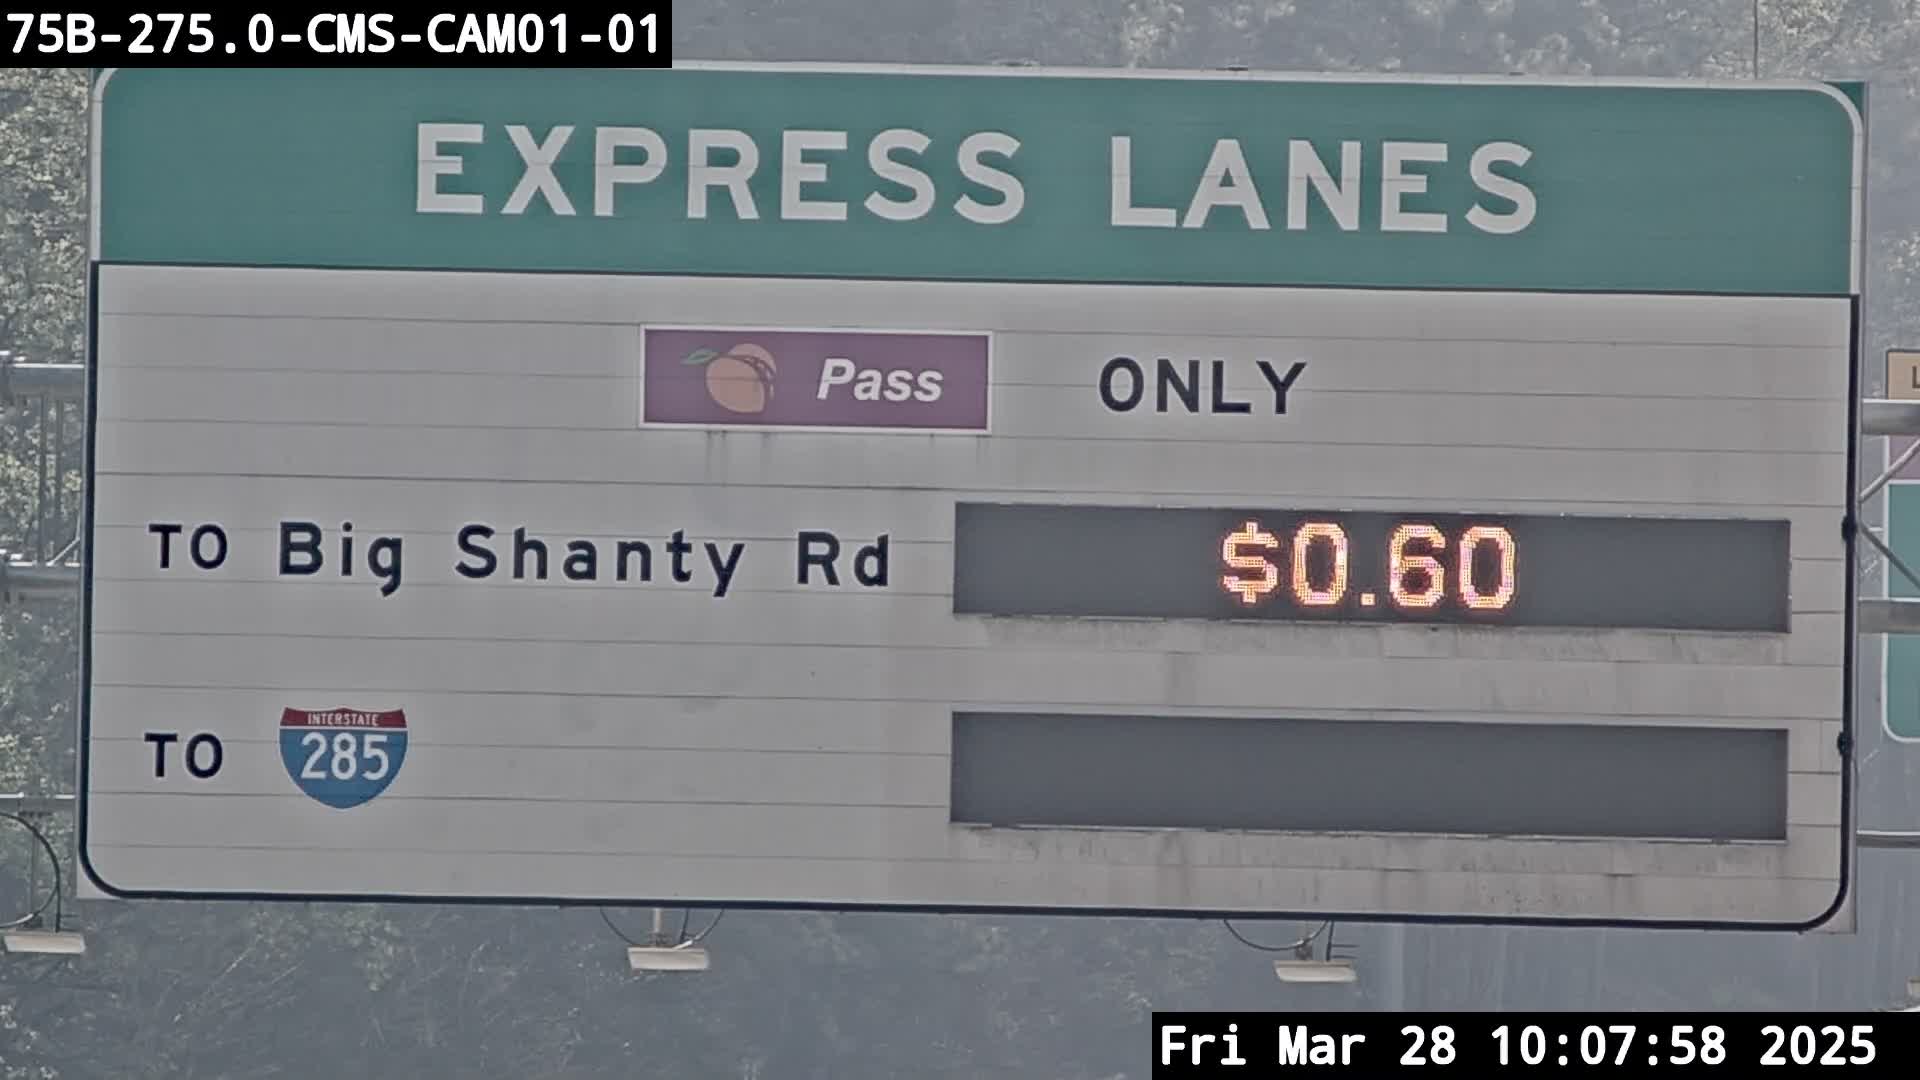 75B-275.0-CMS-CAM01-01
EXPRESS LANES
Pass ONLY
TO Big Shanty Rd $0.60
TO INTERSTATE 285
Fri Mar 28 10:07:58 2025